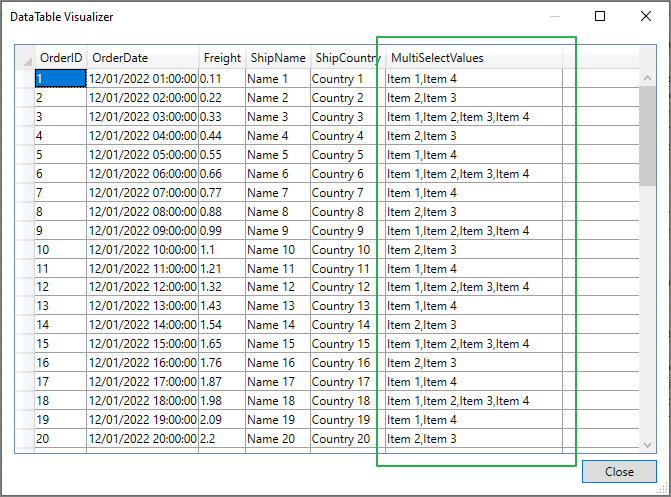 DataTable Visualizer
OrderID OrderDate Freight ShipName ShipCountry MultiSelectValues
1 12/01/2022 01:00:00 0.11 Name 1 Country 1 Item 1,Item 4
2 12/01/2022 02:00:00 0.22 Name 2 Country 2 Item 2,Item 3
3 12/01/2022 03:00:00 0.33 Name 3 Country 3 Item 1,Item 2,Item 3,Item 4
4 12/01/2022 04:00:00 0.44 Name 4 Country 4 Item 2,Item 3
5 12/01/2022 05:00:00 0.55 Name 5 Country 5 Item 1,Item 4
6 12/01/2022 06:00:00 0.66 Name 6 Country 6 Item 1,Item 2,Item 3,Item 4
7 12/01/2022 07:00:00 0.77 Name 7 Country 7 Item 1,Item 4
8 12/01/2022 08:00:00 0.88 Name 8 Country 8 Item 2,Item 3
9 12/01/2022 09:00:00 0.99 Name 9 Country 9 Item 1,Item 2,Item 3,Item 4
10 12/01/2022 10:00:00 1.1 Name 10 Country 10 Item 2,Item 3
11 12/01/2022 11:00:00 1.21 Name 11 Country 11 Item 1,Item 4
12 12/01/2022 12:00:00 1.32 Name 12 Country 12 Item 1,Item 2,Item 3,Item 4
13 12/01/2022 13:00:00 1.43 Name 13 Country 13 Item 1,Item 4
14 12/01/2022 14:00:00 1.54 Name 14 Country 14 Item 2,Item 3
15 12/01/2022 15:00:00 1.65 Name 15 Country 15 Item 1,Item 2,Item 3,Item 4
16 12/01/2022 16:00:00 1.76 Name 16 Country 16 Item 2,Item 3
17 12/01/2022 17:00:00 1.87 Name 17 Country 17 Item 1,Item 4
18 12/01/2022 18:00:00 1.98 Name 18 Country 18 Item 1,Item 2,Item 3,Item 4
19 12/01/2022 19:00:00 2.09 Name 19 Country 19 Item 1,Item 4
20 12/01/2022 20:00:00 2.2 Name 20 Country 20 Item 2,Item 3
Close